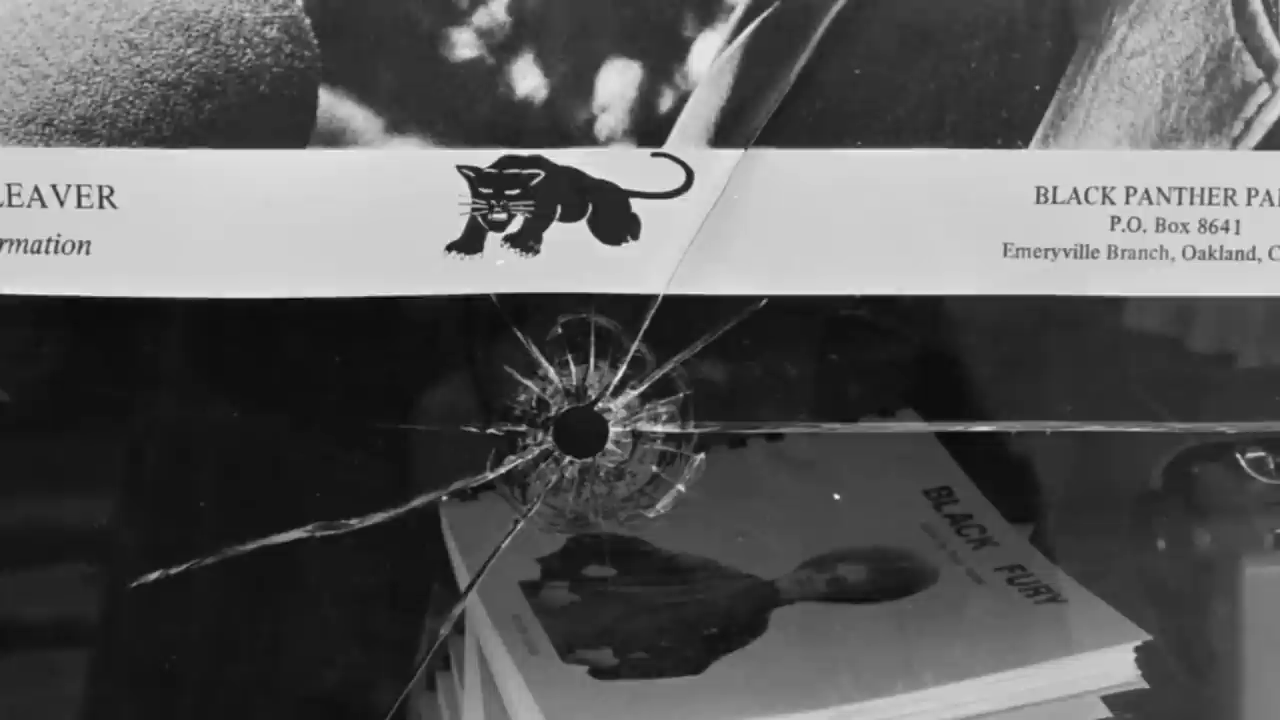 LEAVER
rmation
BLACK PANTHER PA
P.O. Box 8641
Emeryville Branch, Oakland, C
BLACK FURY